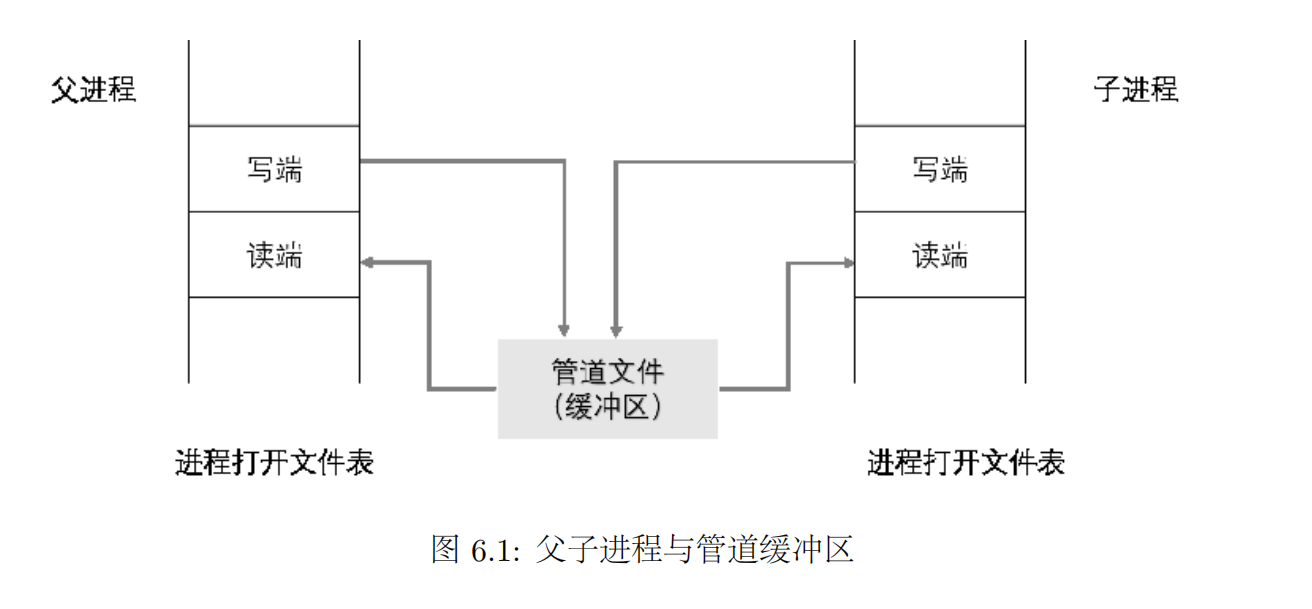 父进程
子进程
写端
写端
读端
读端
管道文件
(缓冲区)
进程打开文件表
进程打开文件表
图 6.1: 父子进程与管道缓冲区